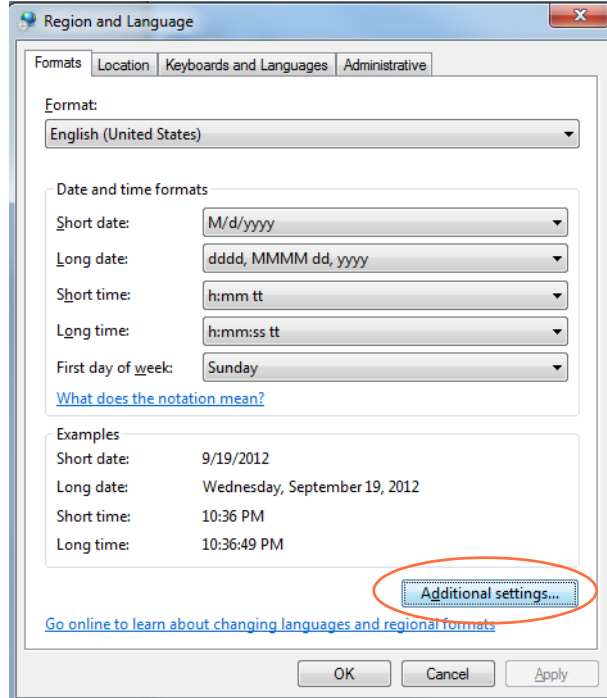 Region and Language
Formats Location Keyboards and Languages Administrative
Format:
English (United States)
Date and time formats
Short date: M/d/yyyy
Long date: dddd, MMMM dd, yyyy
Short time: h:mm tt
Long time: h:mm:ss tt
First day of week: Sunday
What does the notation mean?
Examples
Short date: 9/19/2012
Long date: Wednesday, September 19, 2012
Short time: 10:36 PM
Long time: 10:36:49 PM
Additional settings...
Go online to learn about changing languages and regional formats
OK Cancel Apply